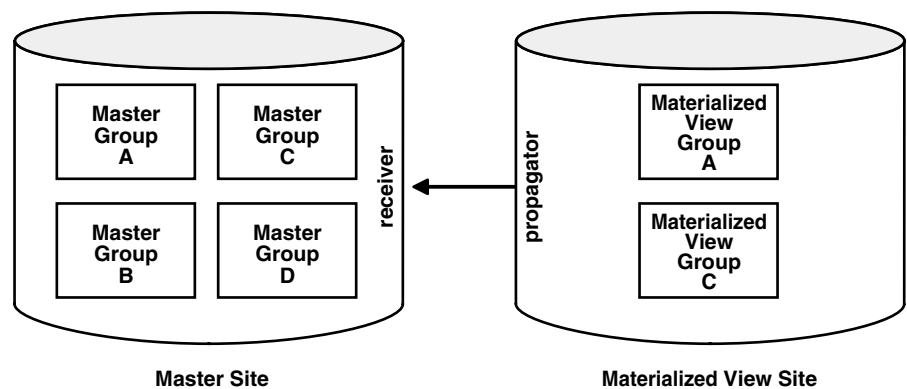 Master
Group
A
Master
Group
C
Master
Group
B
Master
Group
D
receiver
propagator
Materialized
View
Group
A
Materialized
View
Group
C
Master Site
Materialized View Site